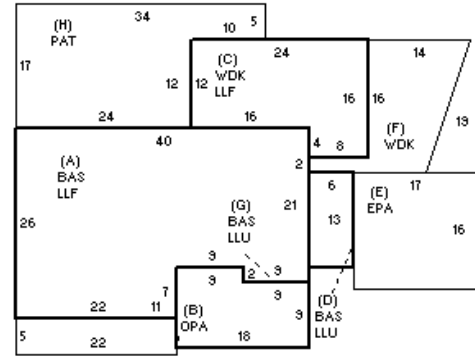 34
(H)
PAT
10
5
17
12
24
(C)
WDK
LLF
12
16
16
14
16
(F)
WDK
19
24
40
16
4
8
2
(A)
BAS
LLF
26
(G)
BAS
LLU
21
6
13
17
(E)
EPA
16
9
9
2
9
9
7
11
22
(B)
OPA
9
18
(D)
BAS
LLU
5
22